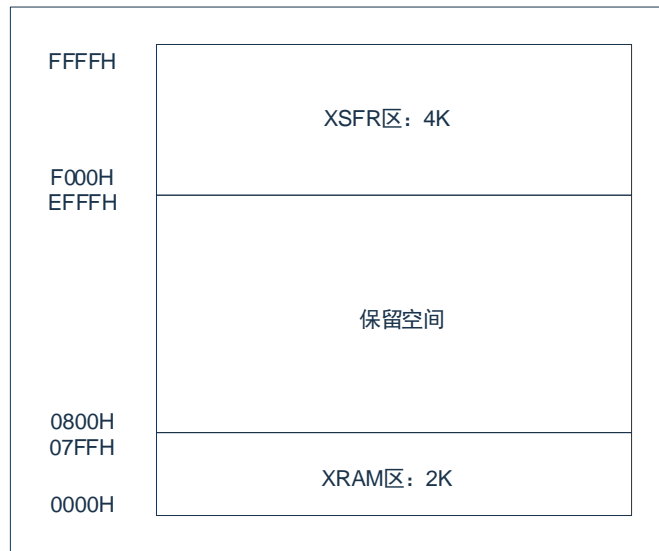 FFFFH
XSFR区：4K
F000H
EFFFH
保留空间
0800H
07FFH
XRAM区：2K
0000H